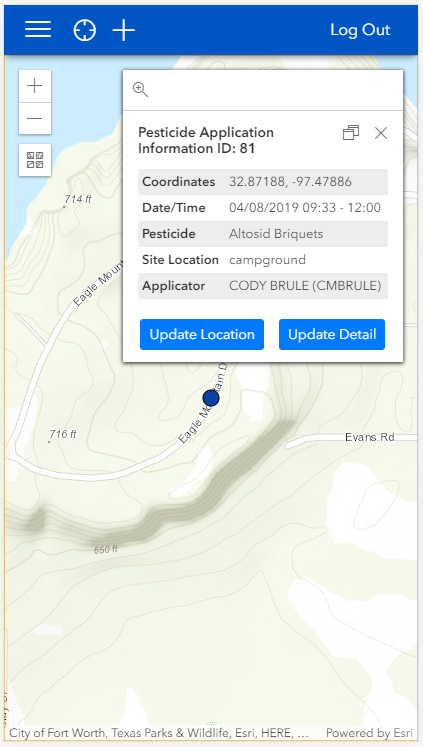 Log Out
Pesticide Application
Information ID: 81
Coordinates 32.87188, -97.47886
Date/Time 04/08/2019 09:33 - 12:00
Pesticide Altosid Briquets
Site Location campground
Applicator CODY BRULE (CMBRULE)
Update Location Update Detail
714 ft
Eagle Mount
Eagle Mountain D
716 ft
Evans Rd
650 ft
City of Fort Worth, Texas Parks & Wildlife, Esri, HERE, ... Powered by Esri